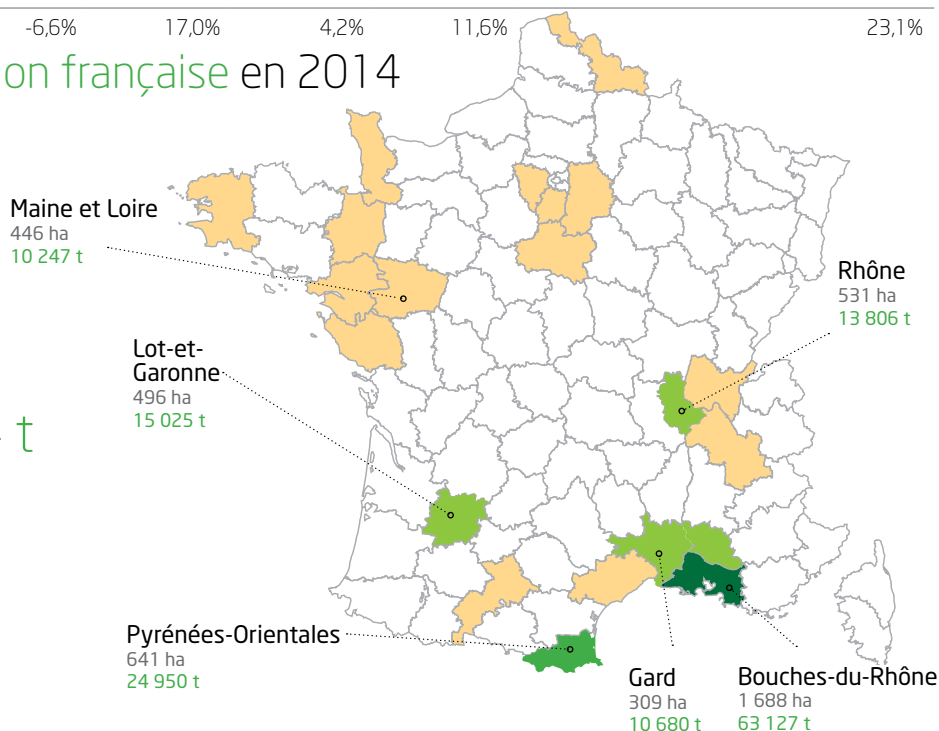 -6,6% 17,0% 4,2% 11,6% 23,1%
on française en 2014
Maine et Loire
446 ha
10 247 t
Rhône
531 ha
13 806 t
Lot-et-
Garonne
496 ha
15 025 t
t
Pyrénées-Orientales
641 ha
24 950 t
Gard
309 ha
10 680 t
Bouches-du-Rhône
1 688 ha
63 127 t